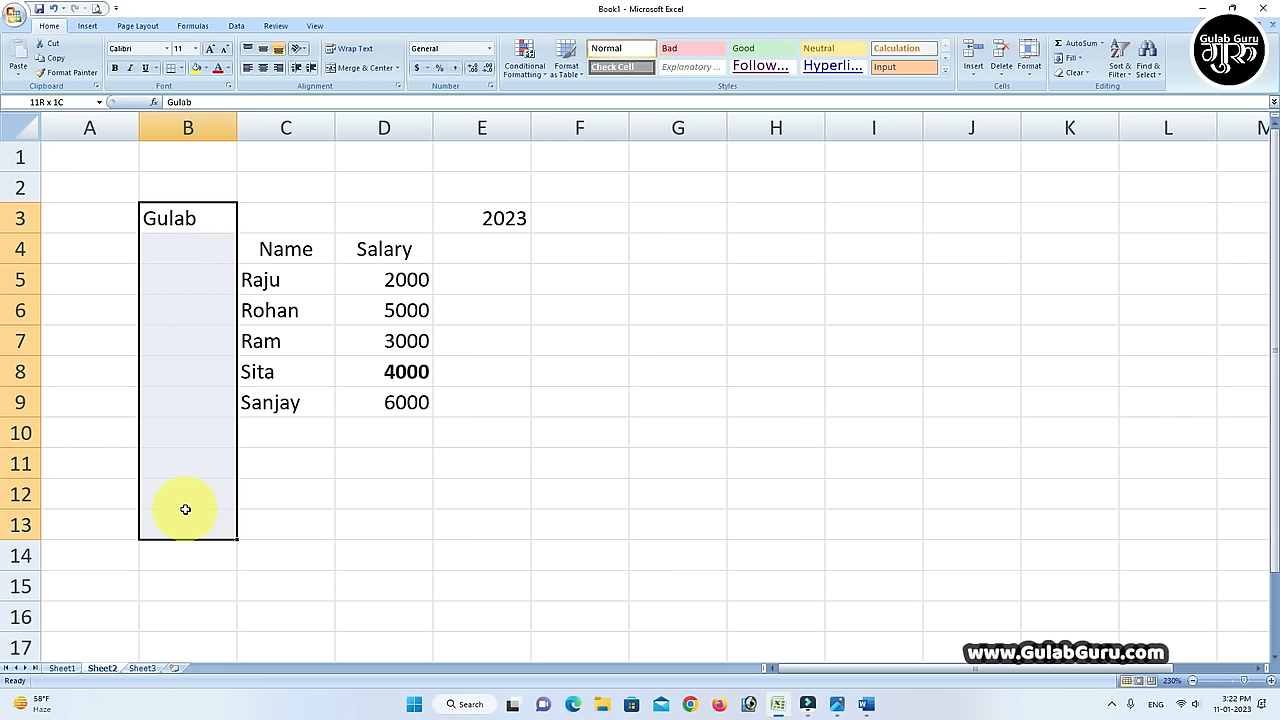 Book1 - Microsoft Excel
Home Insert Page Layout Formulas Data Review View
Gulab Guru
गुरु
Paste
Cut
Copy
Format Painter
Clipboard
Calibri 11
B I U
Font
Wrap Text
Merge & Center
Alignment
General
$ % ,
Number
Conditional Formatting
Format as Table
Normal Bad Good Neutral Calculation
Check Cell Explanatory ... Follow... Hyperli... Input
Styles
Insert Delete Format
Cells
AutoSum
Fill
Clear
Sort & Filter
Find & Select
Editing
11R x 1C fx Gulab
A B C D E F G H I J K L M
1
2
3 Gulab 2023
4 Name Salary
5 Raju 2000
6 Rohan 5000
7 Ram 3000
8 Sita 4000
9 Sanjay 6000
10
11
12
13
14
15
16
17
www.GulabGuru.com
Sheet1 Sheet2 Sheet3
Ready 230%
58°F
Haze
Search
ENG
3:22 PM
11-01-2023